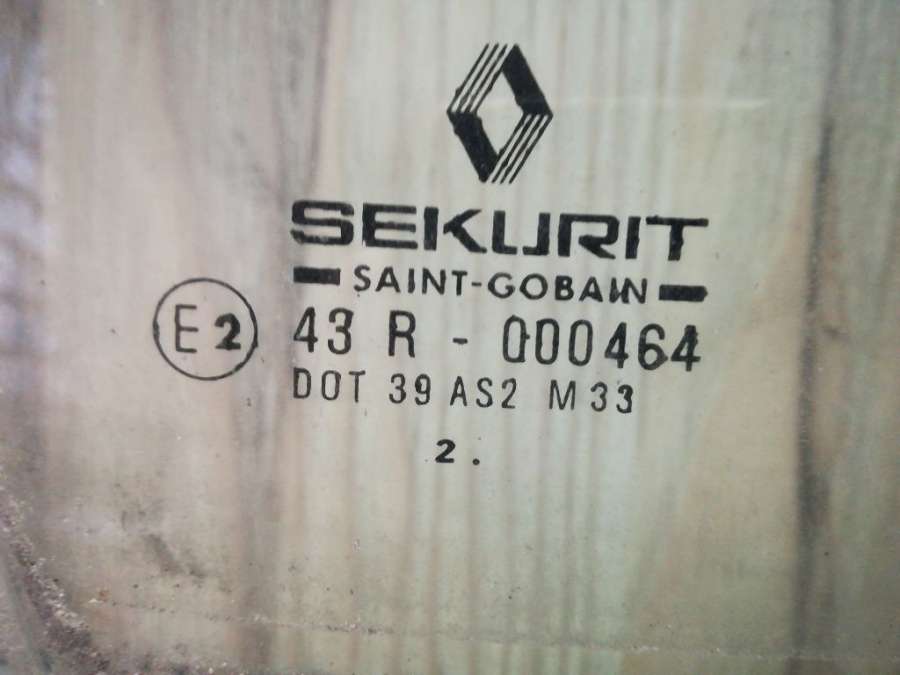 SEKURIT
SAINT-GOBAIN
E2 43 R - 000464
DOT 39 AS2 M33
2 .